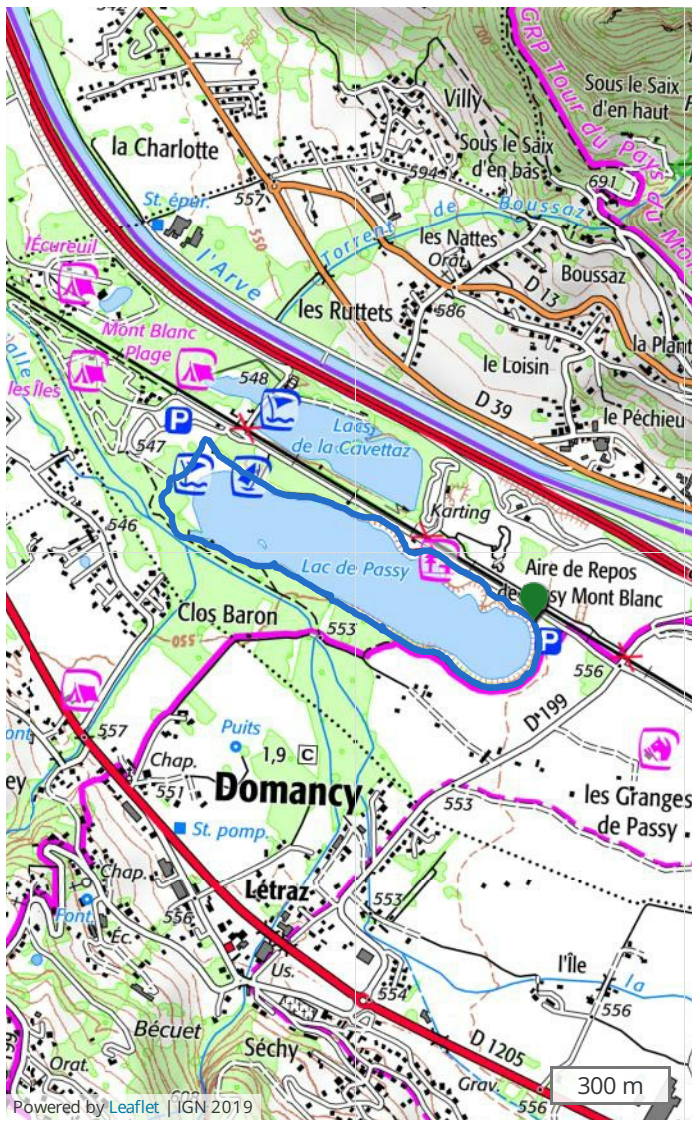 GRP Tour du Pays
du Mo
Villy
Sous le Saix
d'en haut
la Charlotte
Sous le Saix
d'en bas
594
691
St. épur.
557
550
Torrent de Boussaz
l'Écureuil
l'Arve
les Nattes
Orat.
Boussaz
D 13
les Ruttets
586
la Plant
Mont Blanc
Plage
le Loisin
les Îles
548
D 39
le Péchieu
P
Lacs
de la Cavettaz
547
Karting
546
Lac de Passy
Aire de Repos
de Passy Mont Blanc
Clos Baron
553
550
P
556
D 199
557
Puits
1,9 C
Chap.
551
Domancy
les Granges
de Passy
553
ey
St. pomp.
Chap.
Létraz
Font.
556
553
Éc.
Us.
l'Île
la
554
556
Bécuet
Séchy
D 1205
Orat.
Grav.
300 m
556
Powered by Leaflet | IGN 2019